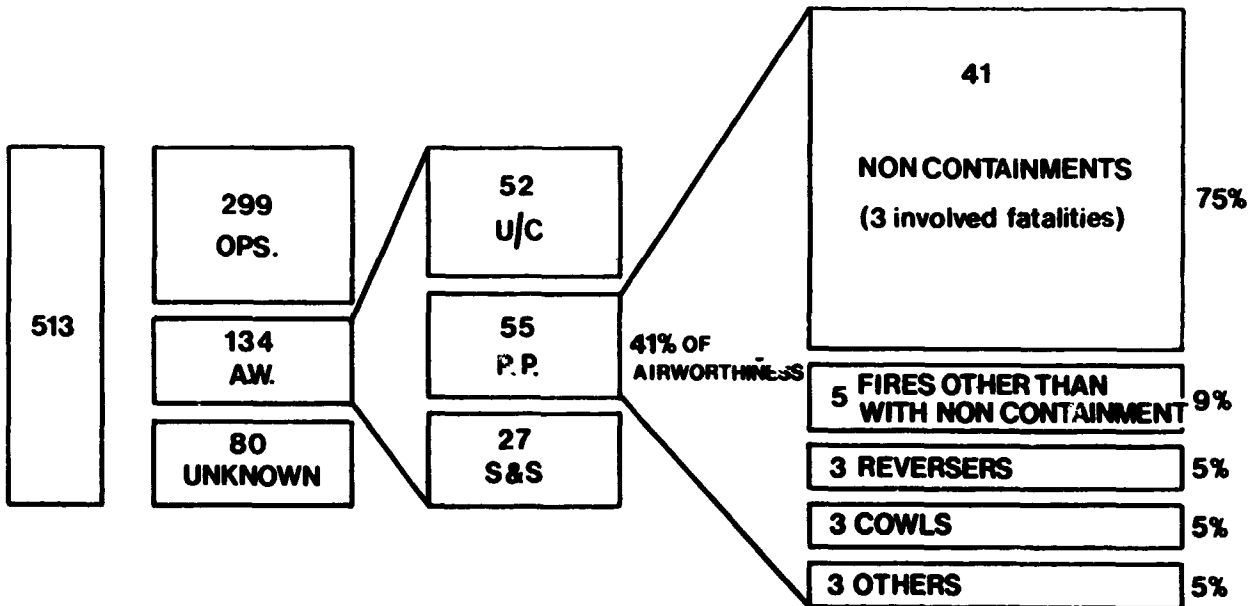 513
299
OPS.
134
A.W.
80
UNKNOWN
52
U/C
55
P.P.
27
S&S
41% OF
AIRWORTHINESS
41
NON CONTAINMENTS
(3 involved fatalities)
75%
5 FIRES OTHER THAN
WITH NON CONTAINMENT
9%
3 REVERSERS
5%
3 COWLS
5%
3 OTHERS
5%